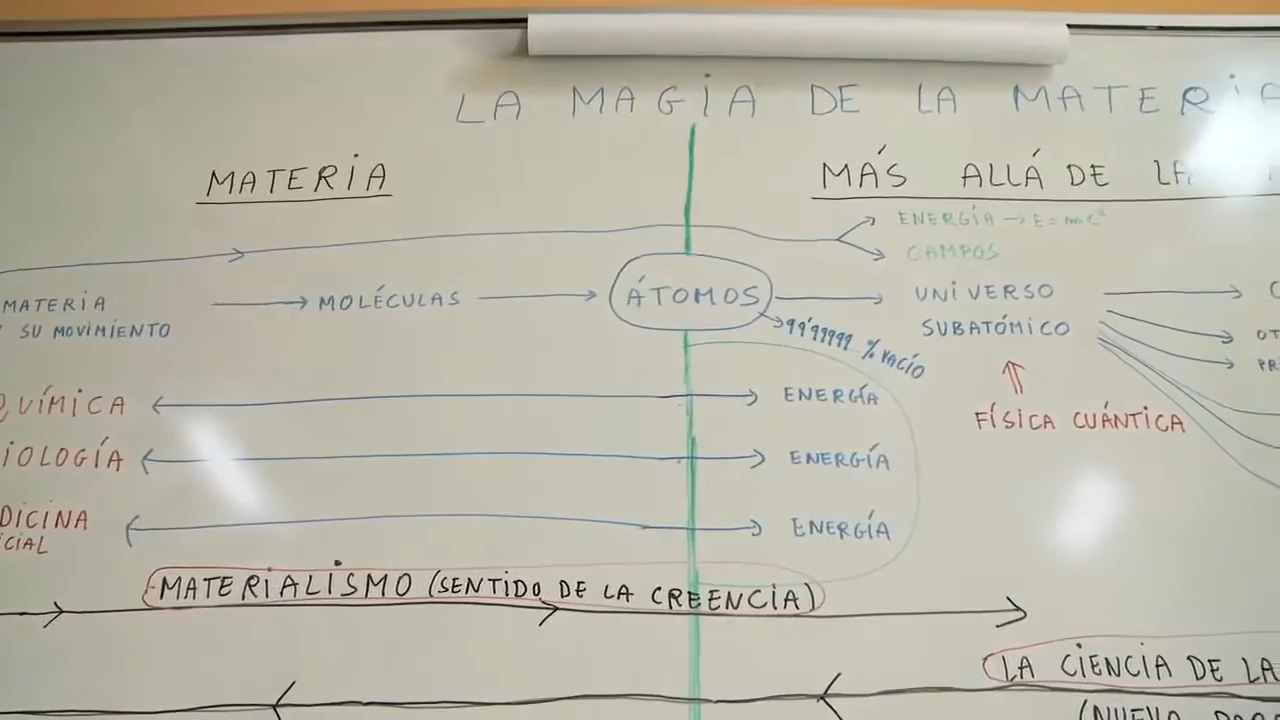 LA MAGIA DE LA MATERIA
MATERIA
MÁS ALLÁ DE LA
ENERGÍA → E = mc²
CAMPOS
MATERIA
SU MOVIMIENTO
MOLÉCULAS
ÁTOMOS
99'99999 % VACÍO
UNIVERSO
SUBATÓMICO
FÍSICA CUÁNTICA
QUÍMICA
ENERGÍA
IOLOGÍA
ENERGÍA
DICINA
CIAL
ENERGÍA
MATERIALISMO (SENTIDO DE LA CREENCIA)
LA CIENCIA DE LA